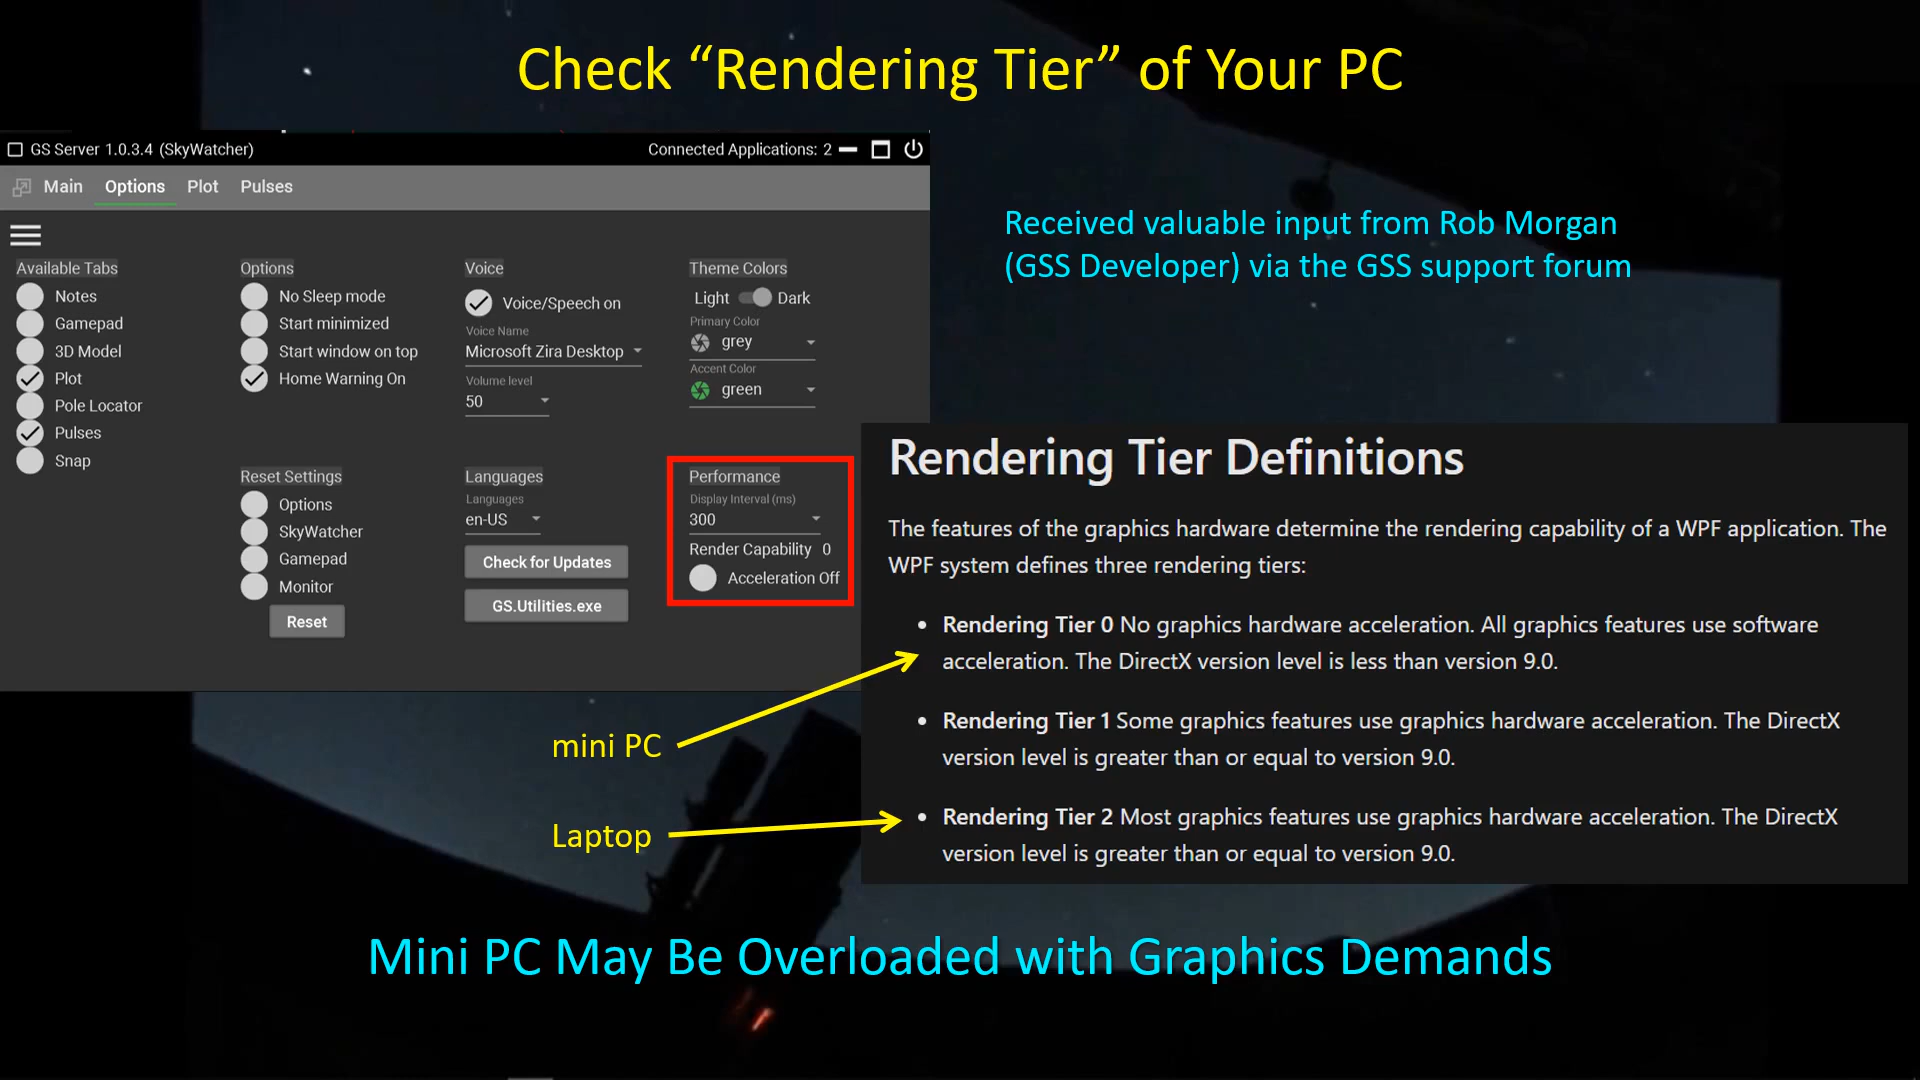 Check “Rendering Tier” of Your PC
GS Server 1.0.3.4 (SkyWatcher)
Connected Applications: 2
Main
Options
Plot
Pulses
Available Tabs
Notes
Gamepad
3D Model
Plot
Pole Locator
Pulses
Snap
Options
No Sleep mode
Start minimized
Start window on top
Home Warning On
Reset Settings
Options
SkyWatcher
Gamepad
Monitor
Reset
Voice
Voice/Speech on
Voice Name
Microsoft Zira Desktop
Volume level
50
Languages
Languages
en-US
Check for Updates
GS.Utilities.exe
Theme Colors
Light
Dark
Primary Color
grey
Accent Color
green
Performance
Display Interval (ms)
300
Render Capability 0
Acceleration Off
Received valuable input from Rob Morgan
(GSS Developer) via the GSS support forum
Rendering Tier Definitions
The features of the graphics hardware determine the rendering capability of a WPF application. The
WPF system defines three rendering tiers:
• Rendering Tier 0 No graphics hardware acceleration. All graphics features use software
acceleration. The DirectX version level is less than version 9.0.
• Rendering Tier 1 Some graphics features use graphics hardware acceleration. The DirectX
version level is greater than or equal to version 9.0.
• Rendering Tier 2 Most graphics features use graphics hardware acceleration. The DirectX
version level is greater than or equal to version 9.0.
mini PC
Laptop
Mini PC May Be Overloaded with Graphics Demands